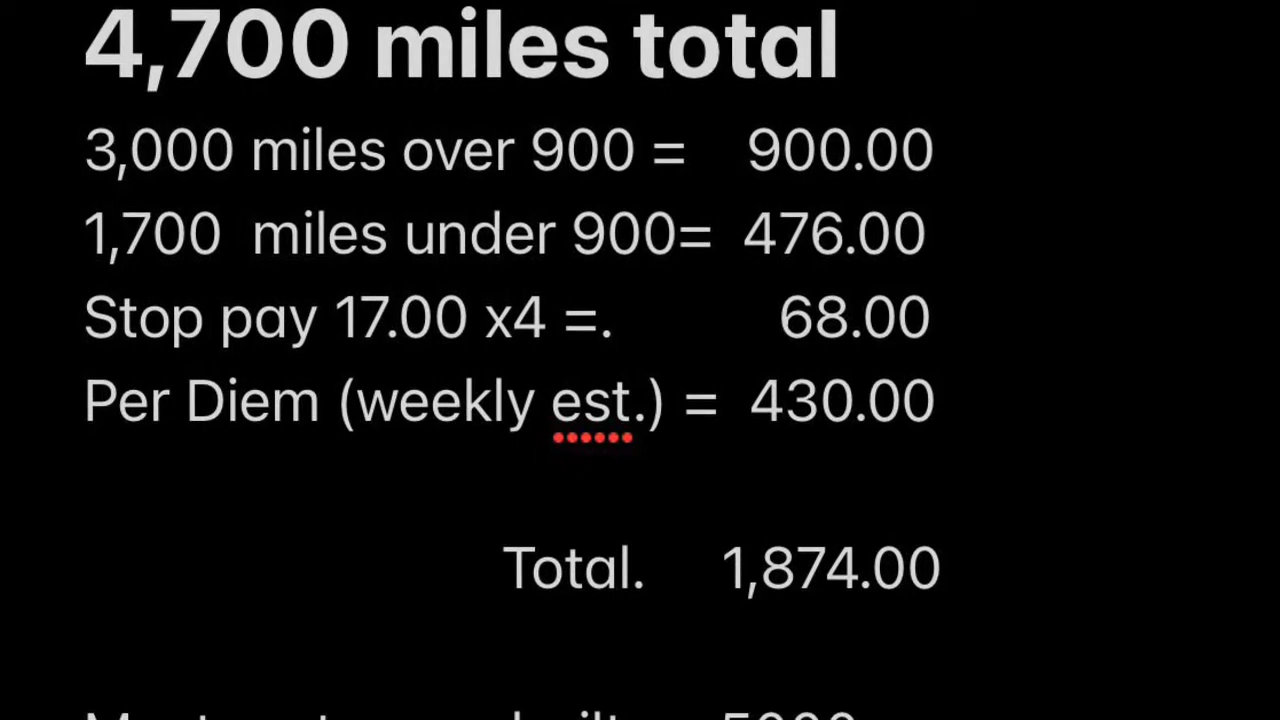 4,700 miles total
3,000 miles over 900 = 900.00
1,700 miles under 900= 476.00
Stop pay 17.00 x4 =. 68.00
Per Diem (weekly est.) = 430.00
Total. 1,874.00